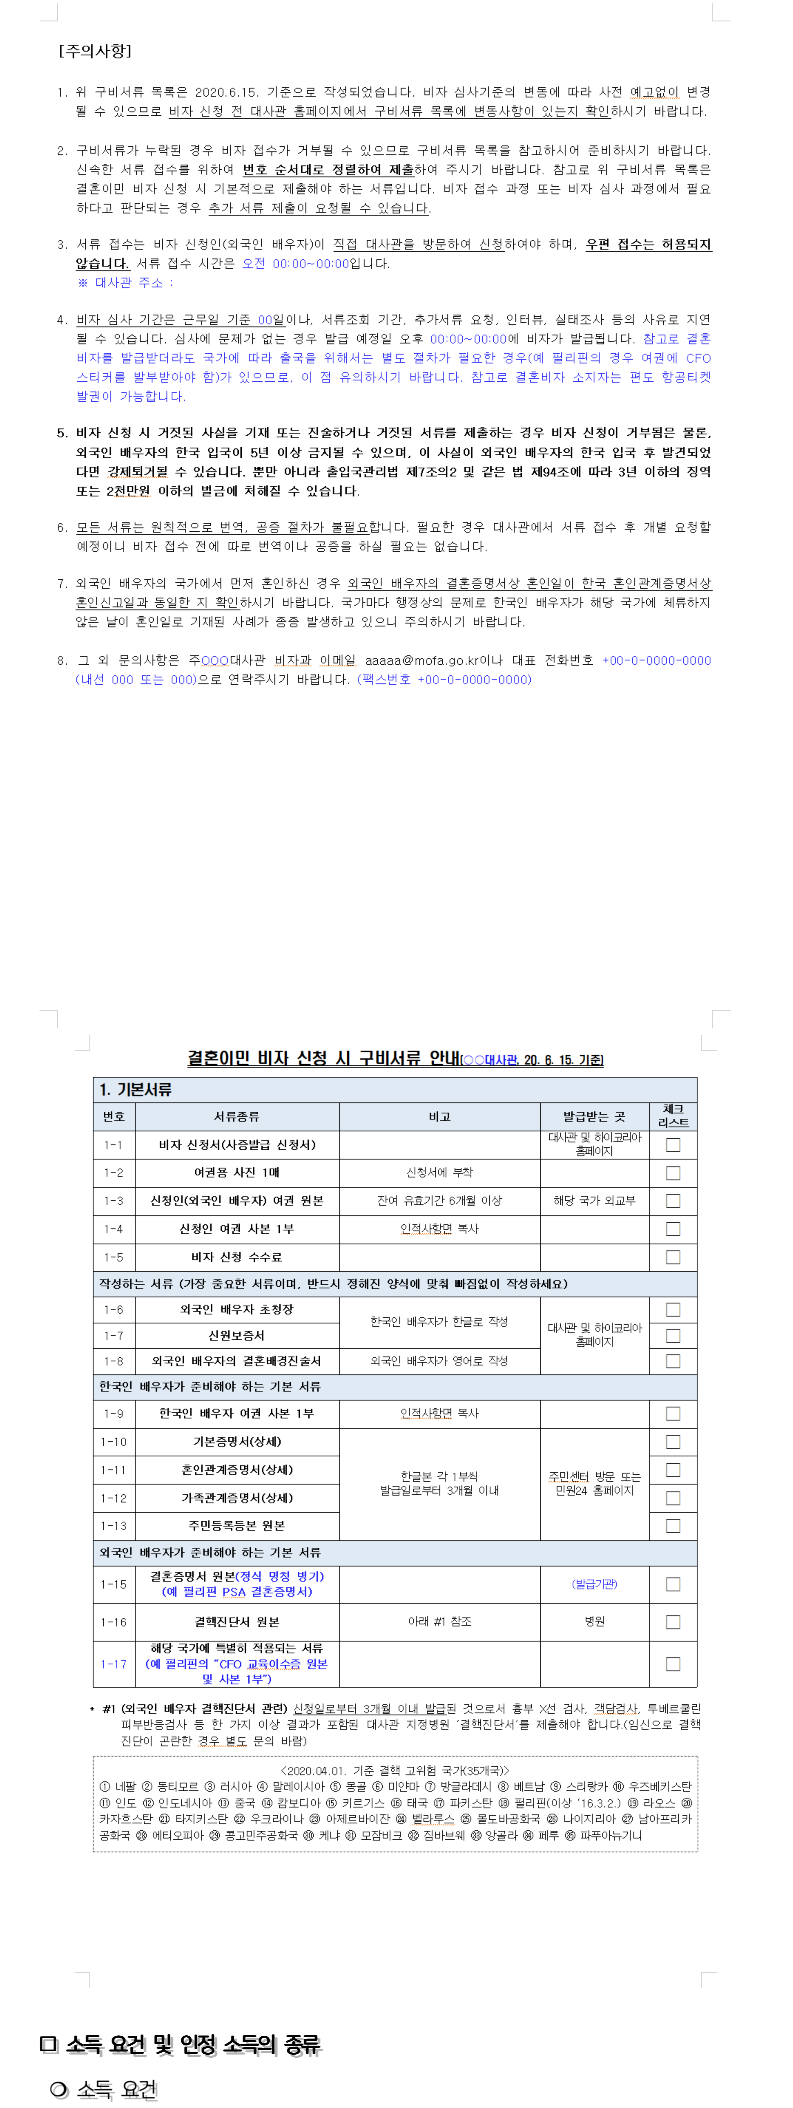 [주의사항]
1. 위 구비서류 목록은 2020.6.15. 기준으로 작성되었습니다. 비자 심사기준의 변동에 따라 사전 예고없이 변경
될 수 있으므로 비자 신청 전 대사관 홈페이지에서 구비서류 목록에 변동사항이 있는지 확인하시기 바랍니다.
2. 구비서류가 누락된 경우 비자 접수가 거부될 수 있으므로 구비서류 목록을 참고하시어 준비하시기 바랍니다.
신속한 서류 접수를 위하여 번호 순서대로 정렬하여 제출하여 주시기 바랍니다. 참고로 위 구비서류 목록은
결혼이민 비자 신청 시 기본적으로 제출해야 하는 서류입니다. 비자 접수 과정 또는 비자 심사 과정에서 필요
하다고 판단되는 경우 추가 서류 제출이 요청될 수 있습니다.
3. 서류 접수는 비자 신청인(외국인 배우자)이 직접 대사관을 방문하여 신청하여야 하며, 우편 접수는 허용되지
않습니다. 서류 접수 시간은 오전 00:00~00:00입니다.
※ 대사관 주소 :
4. 비자 심사 기간은 근무일 기준 00일이나, 서류조회 기간, 추가서류 요청, 인터뷰, 실태조사 등의 사유로 지연
될 수 있습니다. 심사에 문제가 없는 경우 발급 예정일 오후 00:00~00:00에 비자가 발급됩니다. 참고로 결혼
비자를 발급받더라도 국가에 따라 출국을 위해서는 별도 절차가 필요한 경우(예 필리핀의 경우 여권에 CFO
스티커를 발부받아야 함)가 있으므로, 이 점 유의하시기 바랍니다. 참고로 결혼비자 소지자는 편도 항공티켓
발권이 가능합니다.
5. 비자 신청 시 거짓된 사실을 기재 또는 진술하거나 거짓된 서류를 제출하는 경우 비자 신청이 거부됨은 물론,
외국인 배우자의 한국 입국이 5년 이상 금지될 수 있으며, 이 사실이 외국인 배우자의 한국 입국 후 발견되었
다면 강제퇴거될 수 있습니다. 뿐만 아니라 출입국관리법 제7조의2 및 같은 법 제94조에 따라 3년 이하의 징역
또는 2천만원 이하의 벌금에 처해질 수 있습니다.
6. 모든 서류는 원칙적으로 번역, 공증 절차가 불필요합니다. 필요한 경우 대사관에서 서류 접수 후 개별 요청할
예정이니 비자 접수 전에 따로 번역이나 공증을 하실 필요는 없습니다.
7. 외국인 배우자의 국가에서 먼저 혼인하신 경우 외국인 배우자의 결혼증명서상 혼인일이 한국 혼인관계증명서상
혼인신고일과 동일한 지 확인하시기 바랍니다. 국가마다 행정상의 문제로 한국인 배우자가 해당 국가에 체류하지
않은 날이 혼인일로 기재된 사례가 종종 발생하고 있으니 주의하시기 바랍니다.
8. 그 외 문의사항은 주OOO대사관 비자과 이메일 aaaaa@mofa.go.kr이나 대표 전화번호 +00-0-0000-0000
(내선 000 또는 000)으로 연락주시기 바랍니다. (팩스번호 +00-0-0000-0000)
결혼이민 비자 신청 시 구비서류 안내(○○대사관, 20. 6. 15. 기준)
1. 기본서류
번호 서류종류 비고 발급받는 곳 체크
리스트
1-1 비자 신청서(사증발급 신청서) 대사관 및 하이코리아
홈페이지 □
1-2 여권용 사진 1매 신청서에 부착 □
1-3 신청인(외국인 배우자) 여권 원본 잔여 유효기간 6개월 이상 해당 국가 외교부 □
1-4 신청인 여권 사본 1부 인적사항면 복사 □
1-5 비자 신청 수수료 □
작성하는 서류 (가장 중요한 서류이며, 반드시 정해진 양식에 맞춰 빠짐없이 작성하세요)
1-6 외국인 배우자 초청장 □
한국인 배우자가 한글로 작성
1-7 신원보증서 대사관 및 하이코리아
홈페이지 □
1-8 외국인 배우자의 결혼배경진술서 외국인 배우자가 영어로 작성 □
한국인 배우자가 준비해야 하는 기본 서류
1-9 한국인 배우자 여권 사본 1부 인적사항면 복사 □
1-10 기본증명서(상세) □
1-11 혼인관계증명서(상세) □
한글본 각 1부씩
발급일로부터 3개월 이내
주민센터 방문 또는
민원24 홈페이지
1-12 가족관계증명서(상세) □
1-13 주민등록등본 원본 □
외국인 배우자가 준비해야 하는 기본 서류
1-15 결혼증명서 원본(정식 명칭 병기)
(예 필리핀 PSA 결혼증명서) (발급기관) □
1-16 결핵진단서 원본 아래 #1 참조 병원 □
1-17 해당 국가에 특별히 적용되는 서류
(예 필리핀의 "CFO 교육이수증 원본
및 사본 1부") □
* #1 (외국인 배우자 결핵진단서 관련) 신청일로부터 3개월 이내 발급된 것으로서 흉부 X선 검사, 객담검사, 투베르쿨린
피부반응검사 등 한 가지 이상 결과가 포함된 대사관 지정병원 '결핵진단서'를 제출해야 합니다.(임신으로 결핵
진단이 곤란한 경우 별도 문의 바람)
<2020.04.01. 기준 결핵 고위험 국가(35개국)>
① 네팔 ② 동티모르 ③ 러시아 ④ 말레이시아 ⑤ 몽골 ⑥ 미얀마 ⑦ 방글라데시 ⑧ 베트남 ⑨ 스리랑카 ⑩ 우즈베키스탄
⑪ 인도 ⑫ 인도네시아 ⑬ 중국 ⑭ 캄보디아 ⑮ 키르기스 ⑯ 태국 ⑰ 파키스탄 ⑱ 필리핀(이상 '16.3.2.) ⑲ 라오스 ⑳
카자흐스탄 ㉑ 타지키스탄 ㉒ 우크라이나 ㉓ 아제르바이잔 ㉔ 벨라루스 ㉕ 몰도바공화국 ㉖ 나이지리아 ㉗ 남아프리카
공화국 ㉘ 에티오피아 ㉙ 콩고민주공화국 ㉚ 케냐 ㉛ 모잠비크 ㉜ 짐바브웨 ㉝ 앙골라 ㉞ 페루 ㉟ 파푸아뉴기니
□ 소득 요건 및 인정 소득의 종류
○ 소득 요건